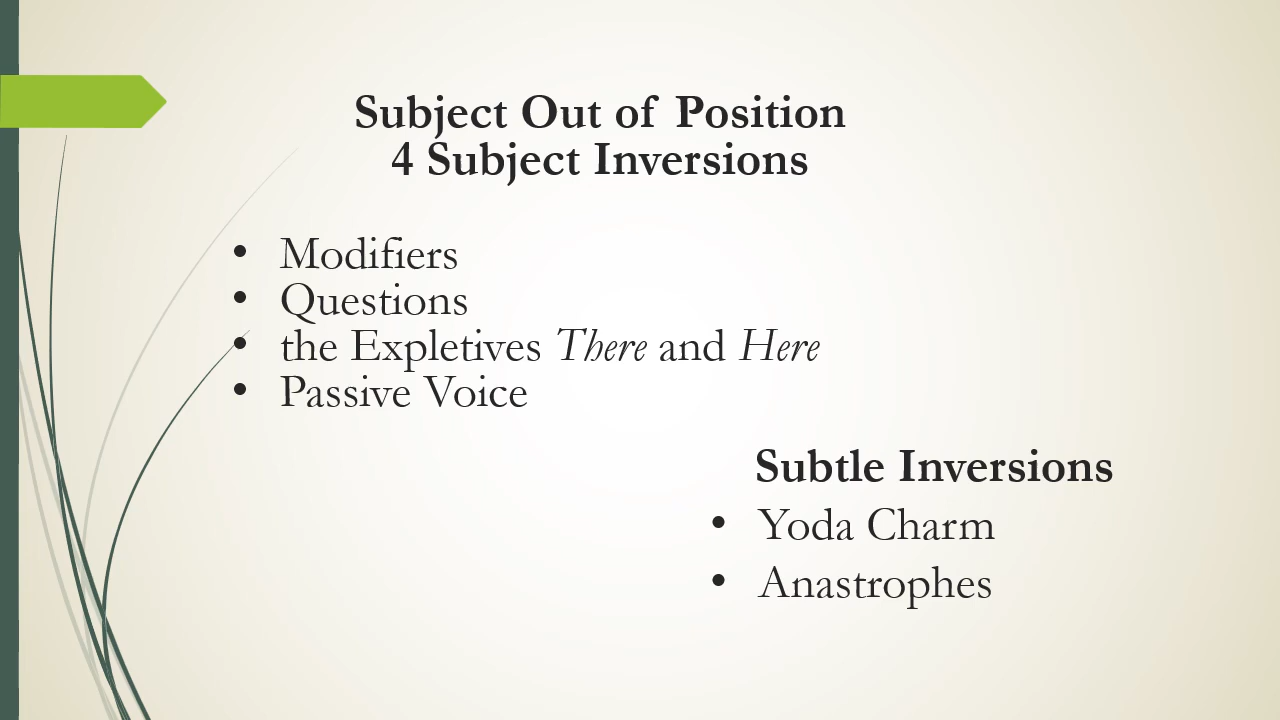 Subject Out of Position
4 Subject Inversions
• Modifiers
• Questions
• the Expletives There and Here
• Passive Voice
Subtle Inversions
• Yoda Charm
• Anastrophes